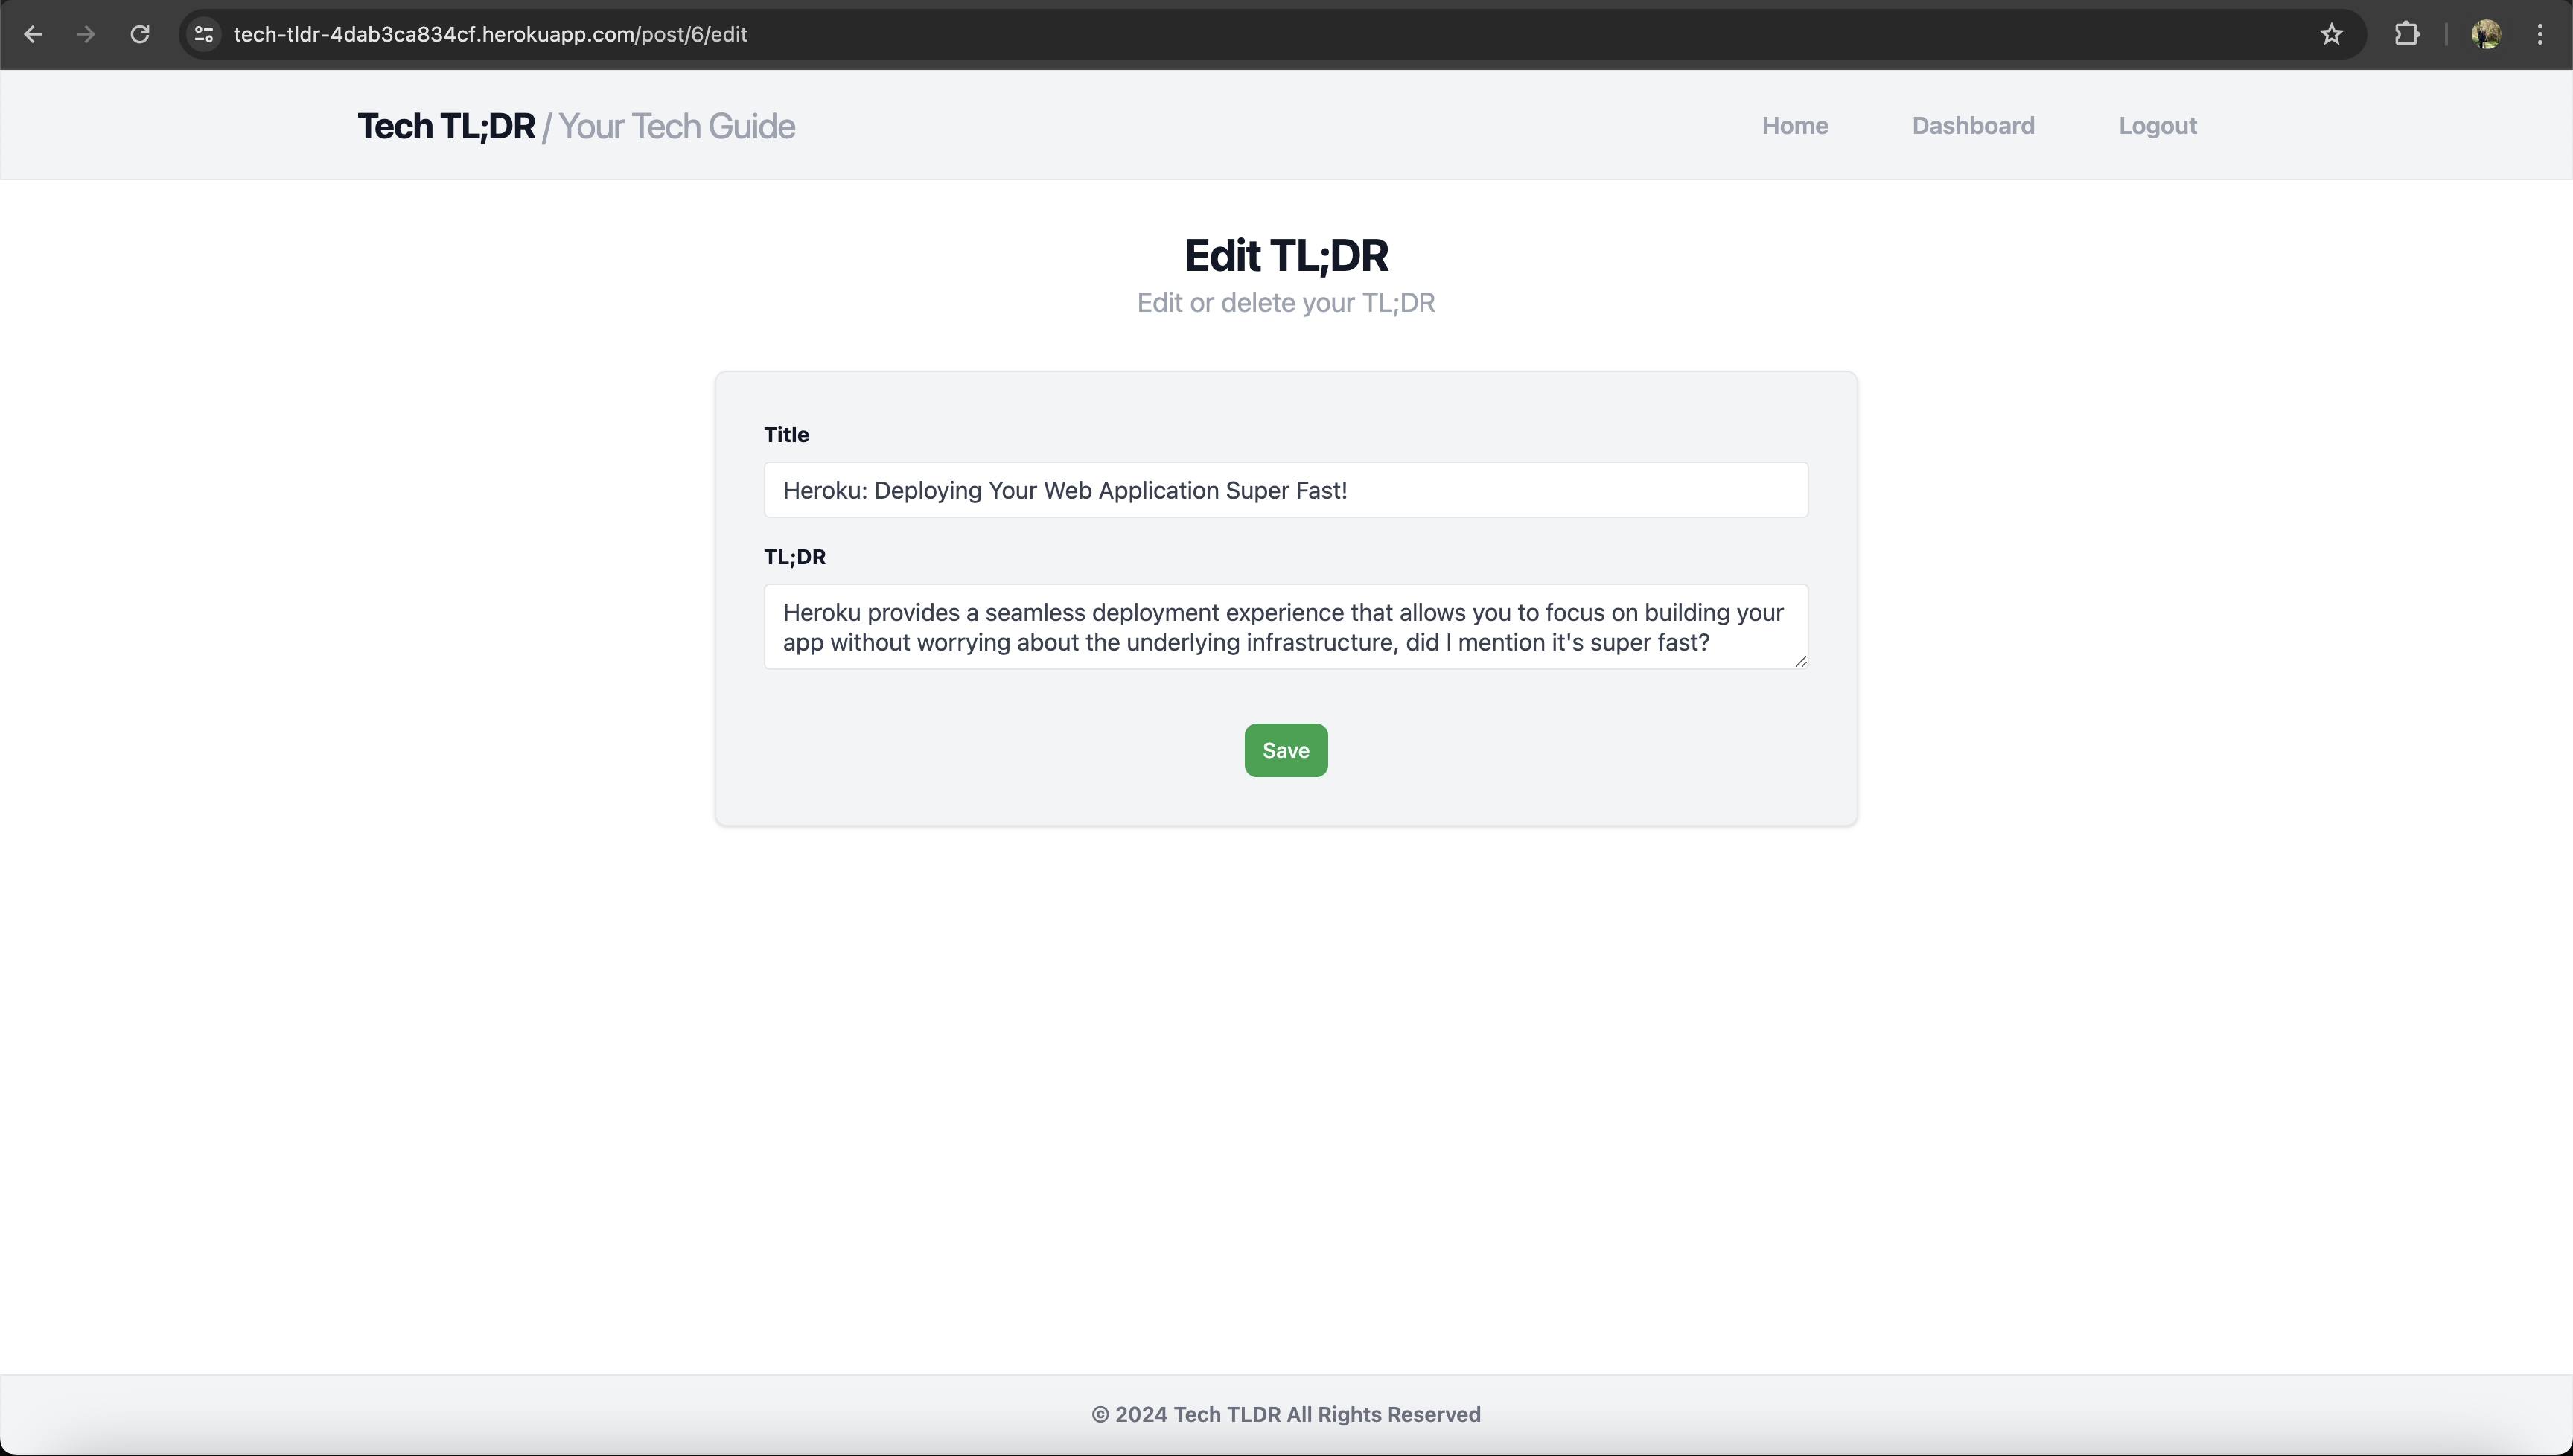 tech-tldr-4dab3ca834cf.herokuapp.com/post/6/edit
Tech TL;DR / Your Tech Guide
Home
Dashboard
Logout
Edit TL;DR
Edit or delete your TL;DR
Title
Heroku: Deploying Your Web Application Super Fast!
TL;DR
Heroku provides a seamless deployment experience that allows you to focus on building your
app without worrying about the underlying infrastructure, did I mention it's super fast?
Save
© 2024 Tech TLDR All Rights Reserved